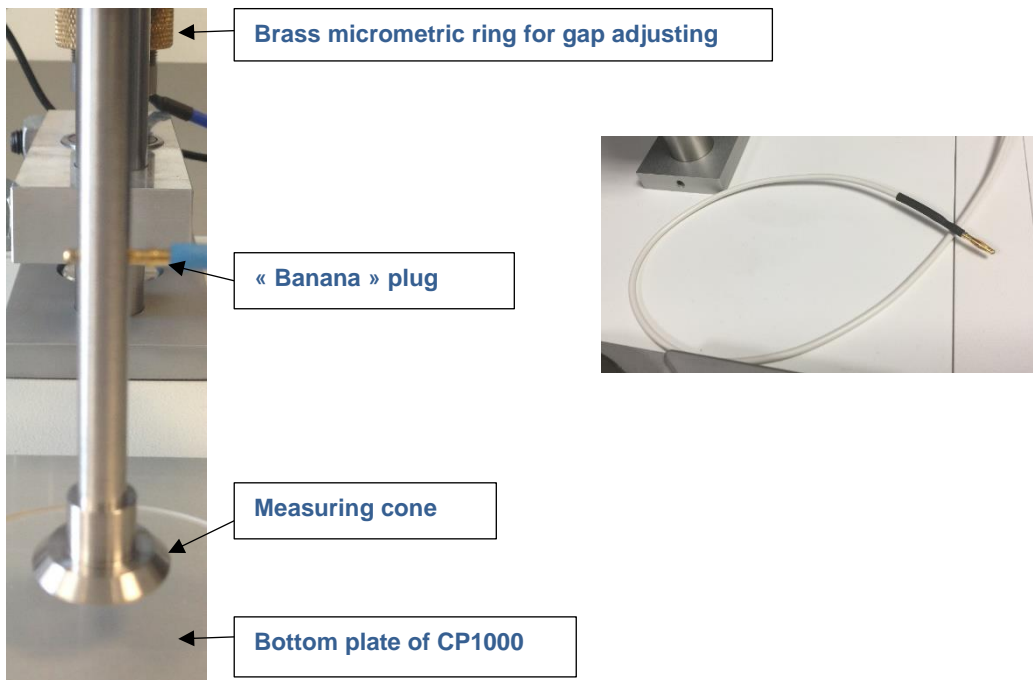 Brass micrometric ring for gap adjusting
« Banana » plug
Measuring cone
Bottom plate of CP1000